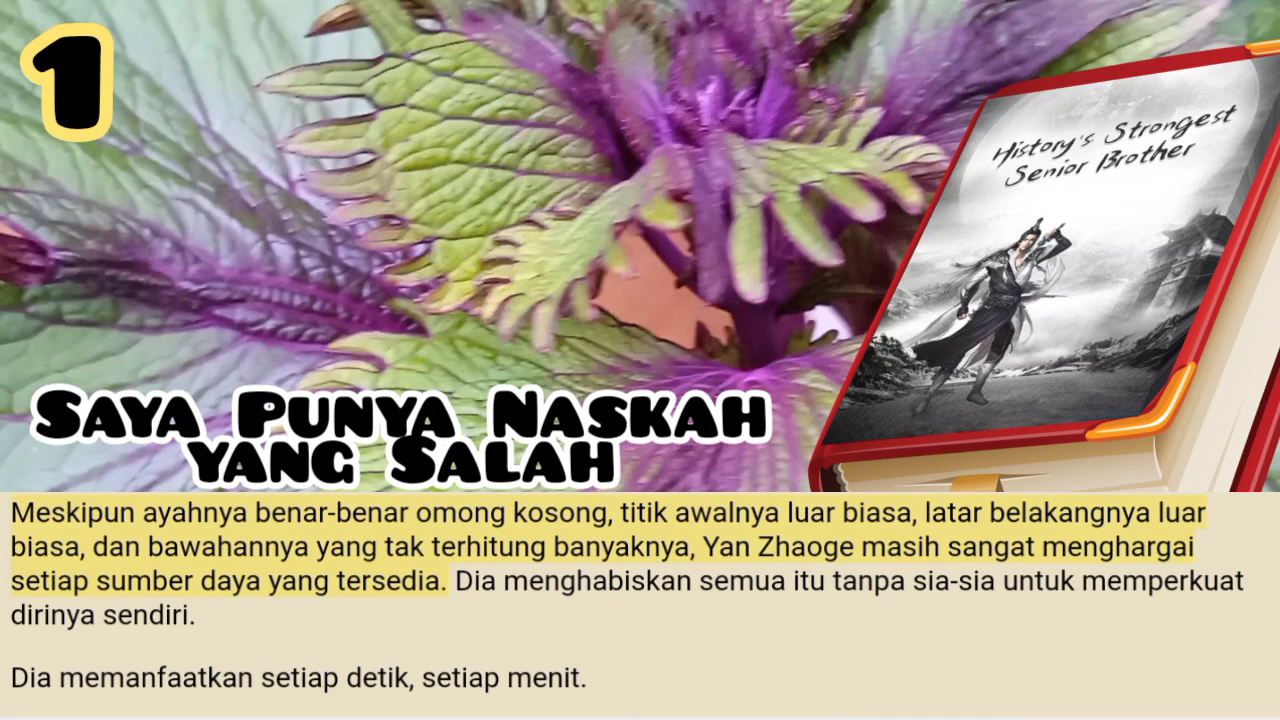 1
History's Strongest
Senior Brother
SAYA PUNYA NASKAH
YANG SALAH
Meskipun ayahnya benar-benar omong kosong, titik awalnya luar biasa, latar belakangnya luar
biasa, dan bawahannya yang tak terhitung banyaknya, Yan Zhaoge masih sangat menghargai
setiap sumber daya yang tersedia. Dia menghabiskan semua itu tanpa sia-sia untuk memperkuat
dirinya sendiri.
Dia memanfaatkan setiap detik, setiap menit.